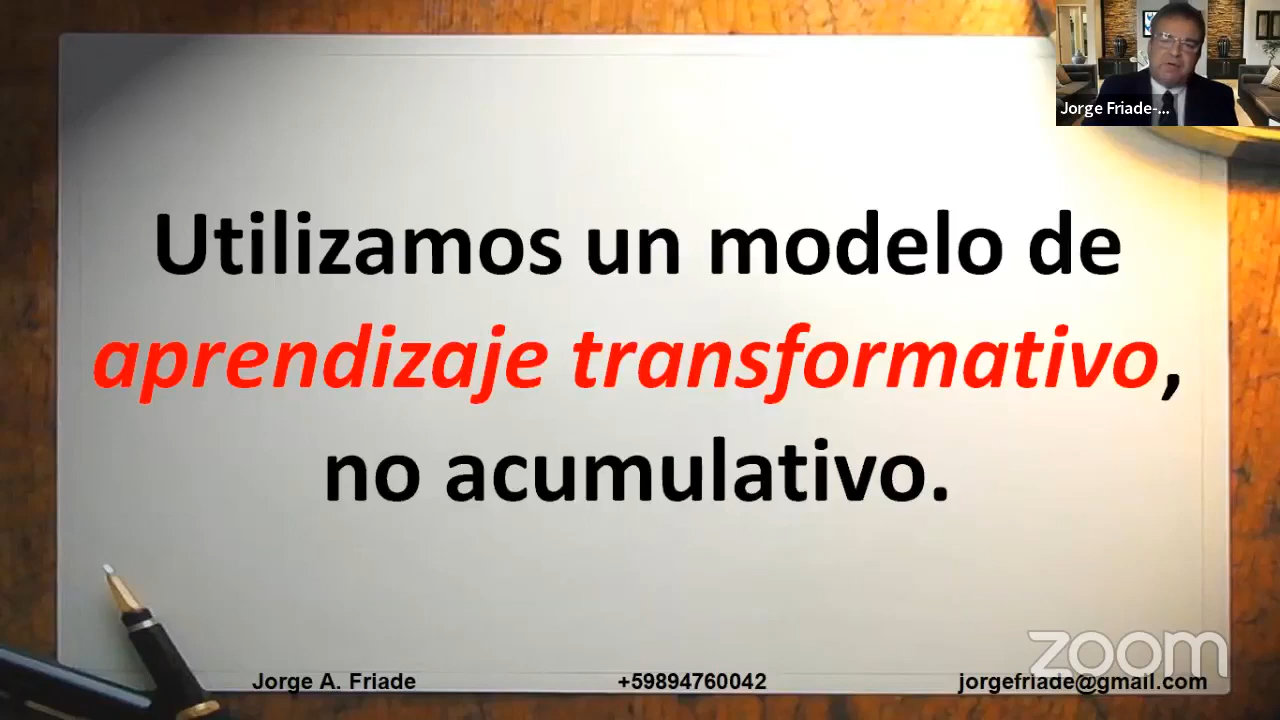 Jorge Friade-...
Utilizamos un modelo de
aprendizaje transformativo,
no acumulativo.
zoom
Jorge A. Friade +59894760042 jorgefriade@gmail.com